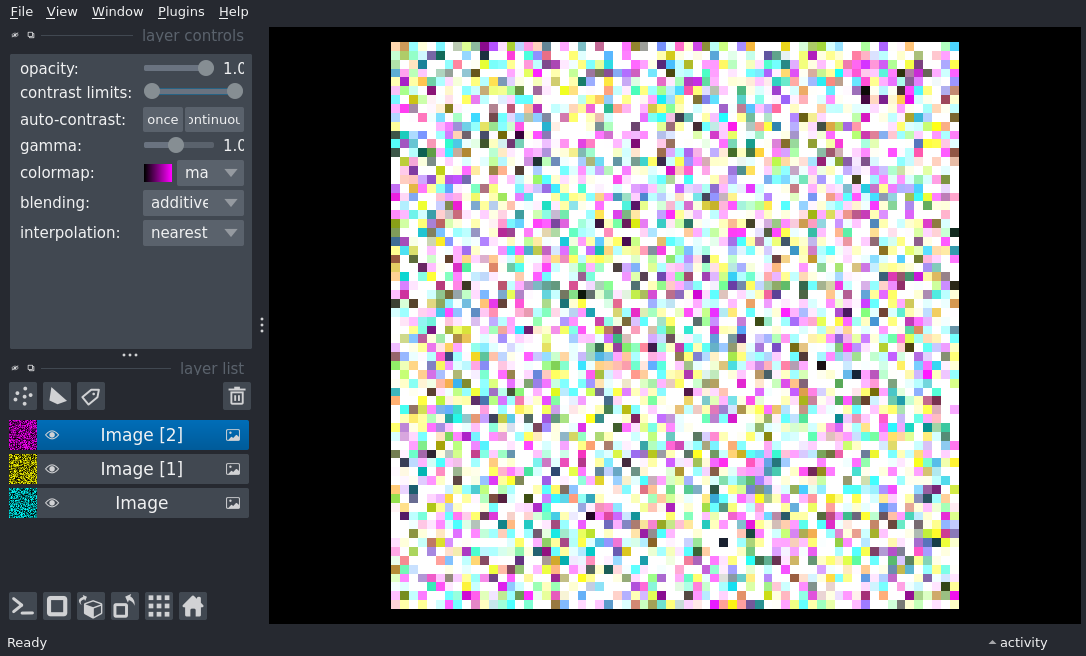 File View Window Plugins Help
layer controls
opacity: 1.0
contrast limits:
auto-contrast: once ontinuou
gamma: 1.0
colormap: ma
blending: additive
interpolation: nearest
layer list
Image [2]
Image [1]
Image
Ready
activity